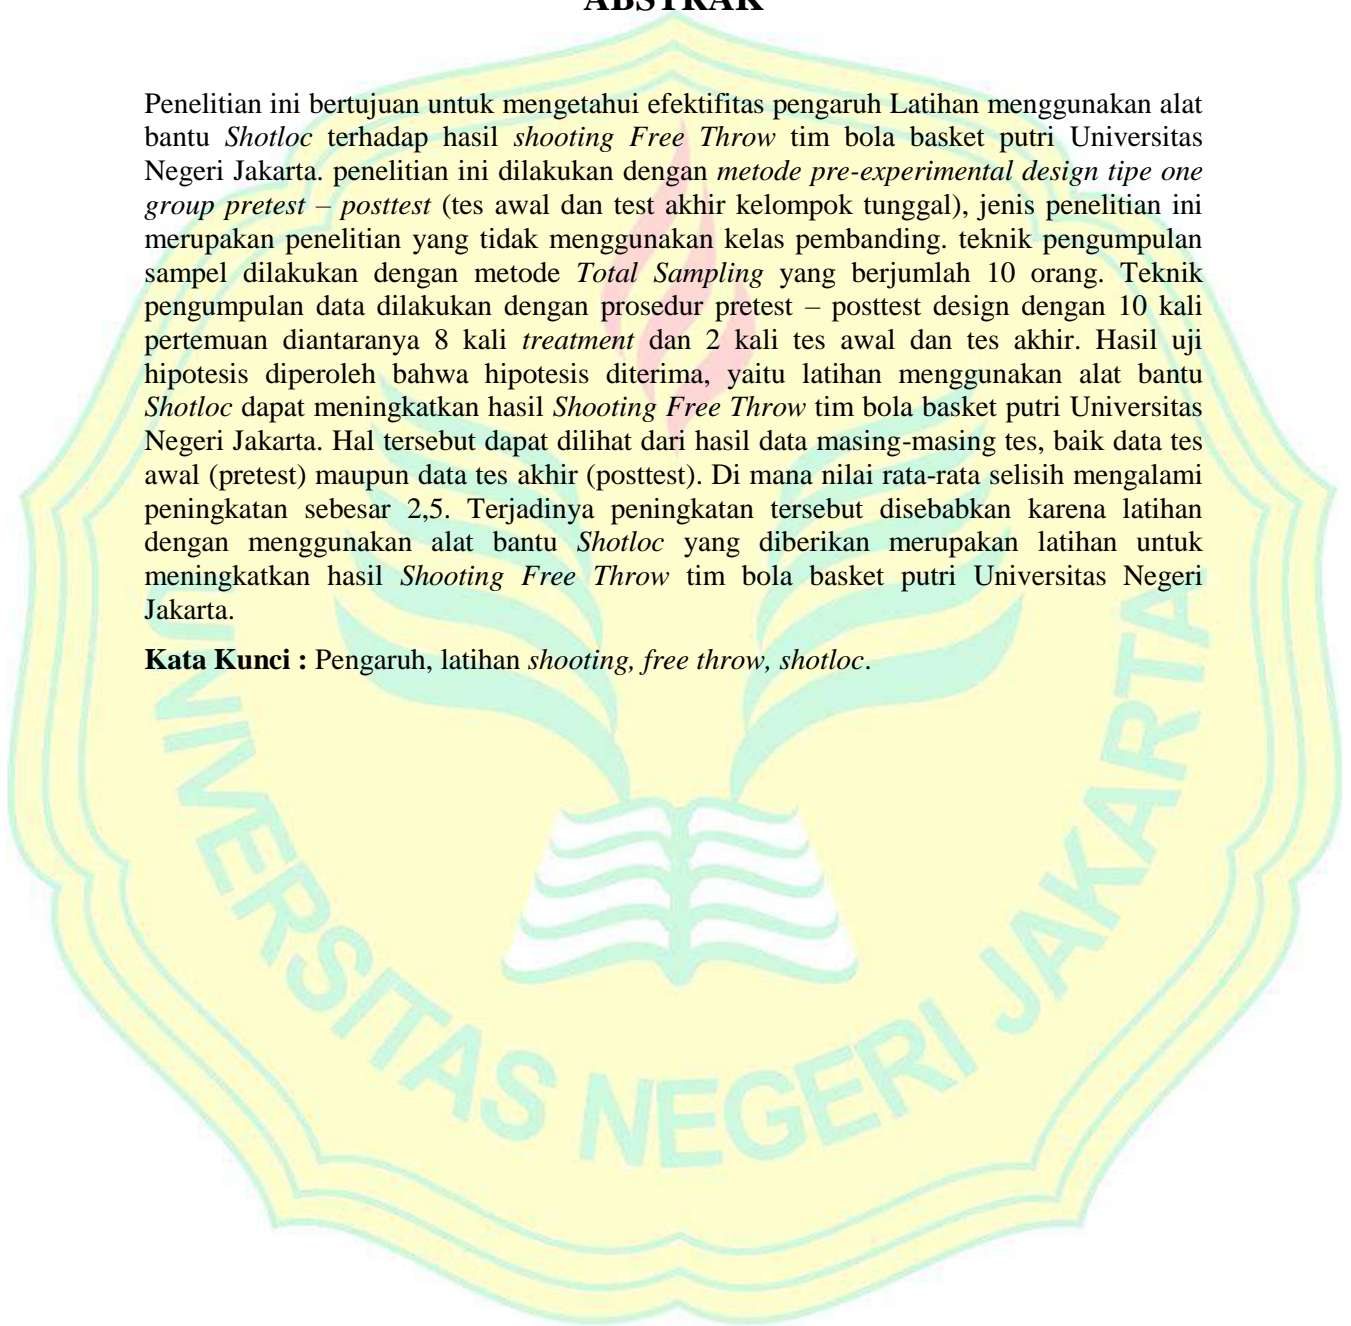 ABSTRAK
Penelitian ini bertujuan untuk mengetahui efektifitas pengaruh Latihan menggunakan alat
bantu Shotloc terhadap hasil shooting Free Throw tim bola basket putri Universitas
Negeri Jakarta. penelitian ini dilakukan dengan metode pre-experimental design tipe one
group pretest – posttest (tes awal dan test akhir kelompok tunggal), jenis penelitian ini
merupakan penelitian yang tidak menggunakan kelas pembanding. teknik pengumpulan
sampel dilakukan dengan metode Total Sampling yang berjumlah 10 orang. Teknik
pengumpulan data dilakukan dengan prosedur pretest – posttest design dengan 10 kali
pertemuan diantaranya 8 kali treatment dan 2 kali tes awal dan tes akhir. Hasil uji
hipotesis diperoleh bahwa hipotesis diterima, yaitu latihan menggunakan alat bantu
Shotloc dapat meningkatkan hasil Shooting Free Throw tim bola basket putri Universitas
Negeri Jakarta. Hal tersebut dapat dilihat dari hasil data masing-masing tes, baik data tes
awal (pretest) maupun data tes akhir (posttest). Di mana nilai rata-rata selisih mengalami
peningkatan sebesar 2,5. Terjadinya peningkatan tersebut disebabkan karena latihan
dengan menggunakan alat bantu Shotloc yang diberikan merupakan latihan untuk
meningkatkan hasil Shooting Free Throw tim bola basket putri Universitas Negeri
Jakarta.
Kata Kunci : Pengaruh, latihan shooting, free throw, shotloc.
UNIVERSITAS NEGERI JAKARTA